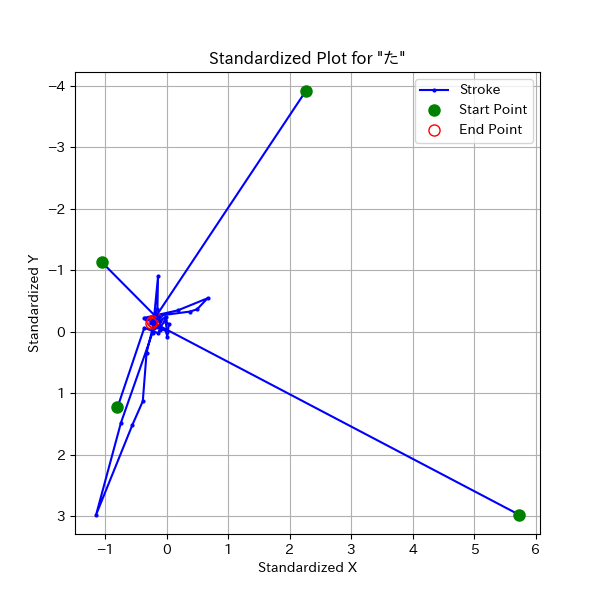 Standardized Plot for "た"
Stroke
Start Point
End Point
Standardized Y
−4
−3
−2
−1
0
1
2
3
−1 0 1 2 3 4 5 6
Standardized X